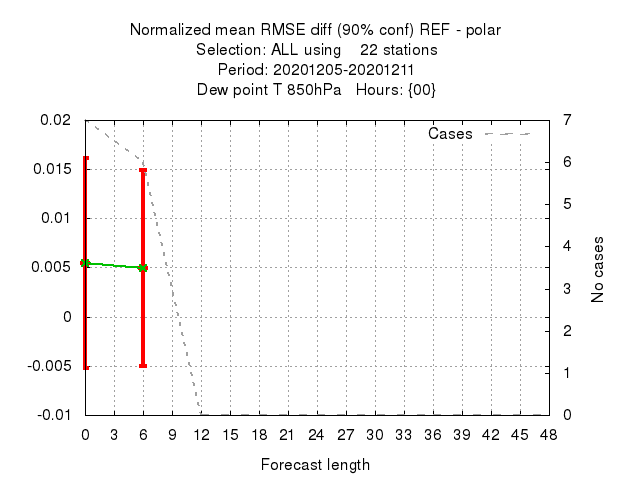 Normalized mean RMSE diff (90% conf) REF - polar
Selection: ALL using    22 stations
Period: 20201205-20201211
Dew point T 850hPa   Hours: {00}
Cases
0.02
0.015
0.01
0.005
0
-0.005
-0.01
7
6
5
4
3
2
1
0
No cases
0 3 6 9 12 15 18 21 24 27 30 33 36 39 42 45 48
Forecast length